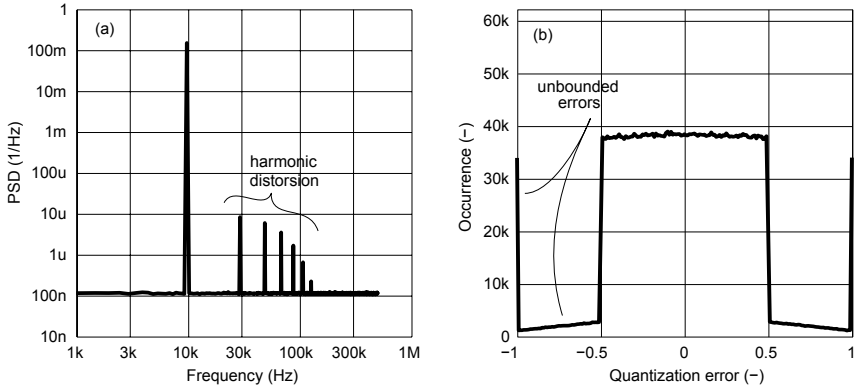 (a)
1
100m
10m
1m
100u
10u
1u
100n
10n
PSD (1/Hz)
harmonic
distorsion
1k
3k
10k
30k
100k
300k
1M
Frequency (Hz)
(b)
60k
50k
40k
30k
20k
10k
0
Occurrence (−)
unbounded
errors
−1
−0.5
0
0.5
1
Quantization error (−)